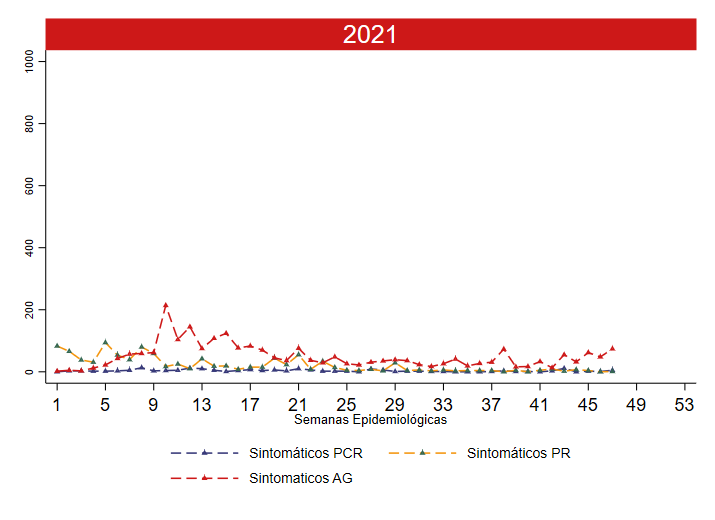 2021
1000
800
600
400
200
0
1 5 9 13 17 21 25 29 33 37 41 45 49 53
Semanas Epidemiológicas
Sintomáticos PCR Sintomáticos PR
Sintomaticos AG